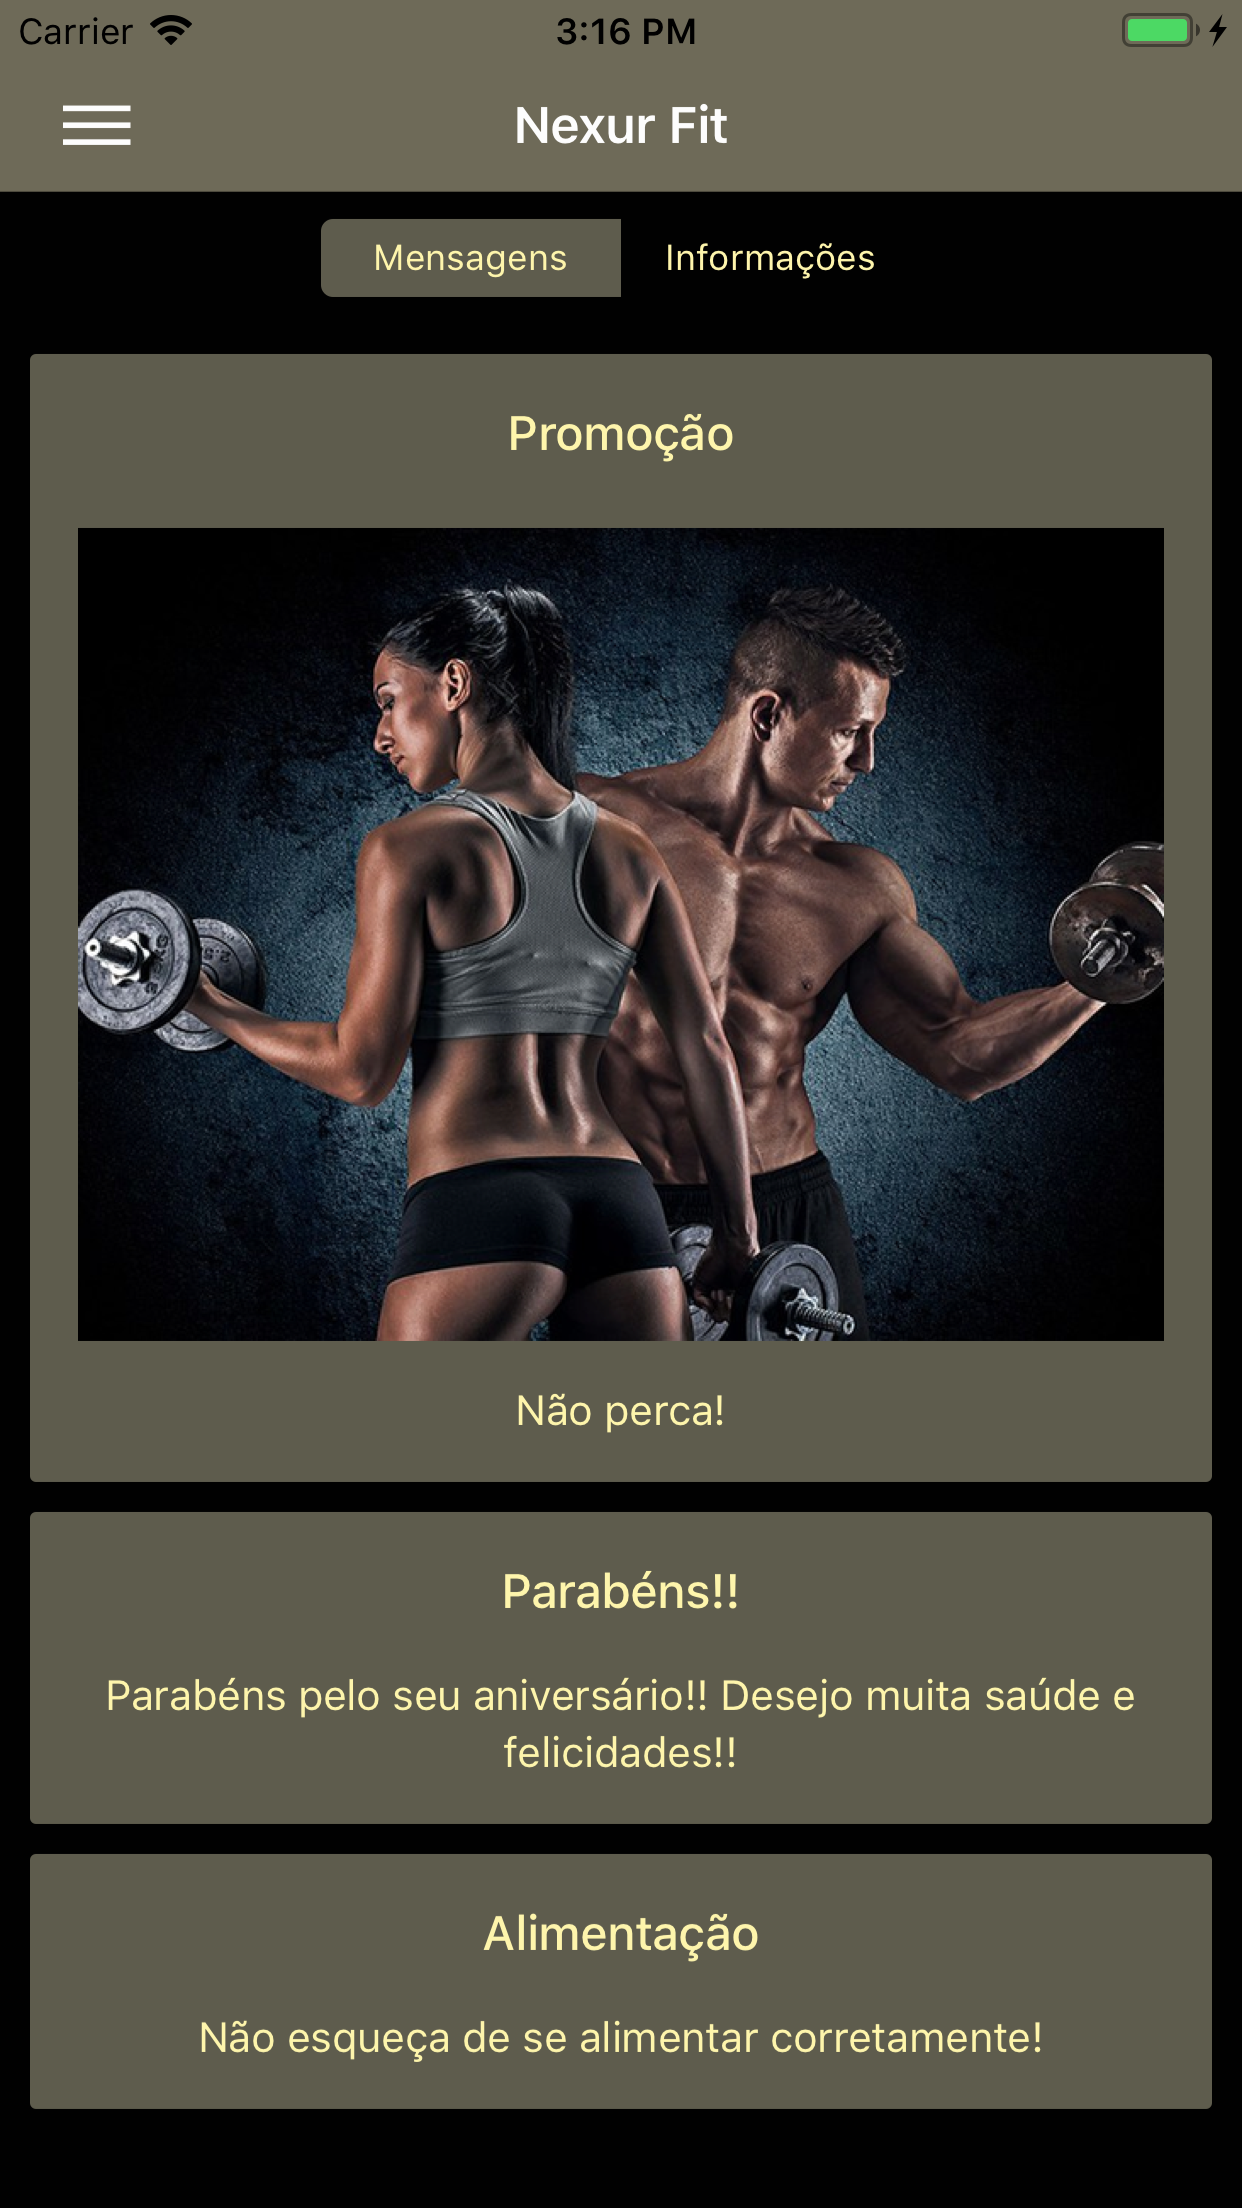 Carrier 3:16 PM
Nexur Fit
Mensagens Informações
Promoção
Não perca!
Parabéns!!
Parabéns pelo seu aniversário!! Desejo muita saúde e
felicidades!!
Alimentação
Não esqueça de se alimentar corretamente!